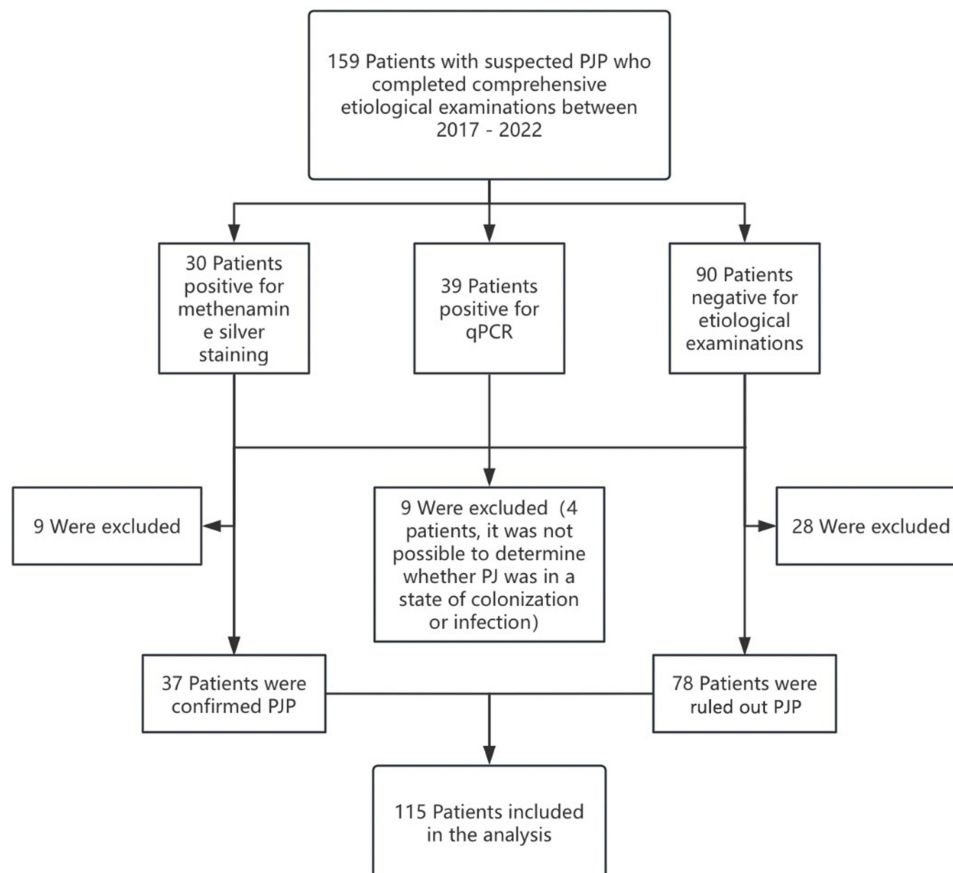 159 Patients with suspected PJP who
completed comprehensive
etiological examinations between
2017 - 2022
30 Patients
positive for
methenamin
e silver
staining
39 Patients
positive for
qPCR
90 Patients
negative for
etiological
examinations
9 Were excluded
9 Were excluded（4
patients, it was not
possible to determine
whether PJ was in a
state of colonization
or infection）
28 Were excluded
37 Patients were
confirmed PJP
78 Patients were
ruled out PJP
115 Patients included
in the analysis